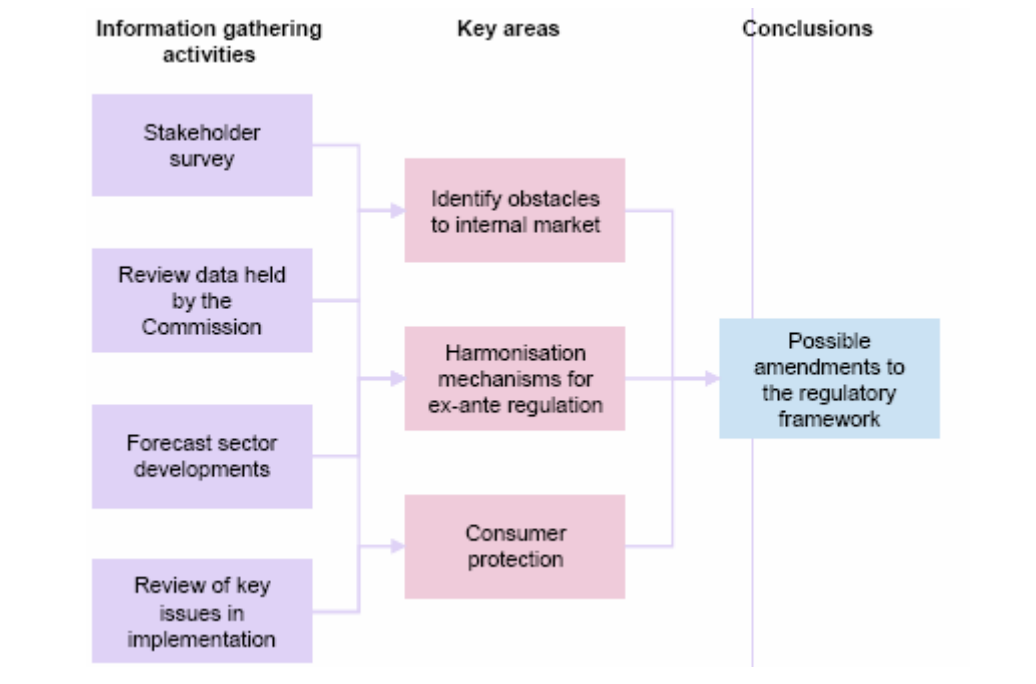 Information gathering
activities
Key areas
Conclusions
Stakeholder
survey
Review data held
by the
Commission
Forecast sector
developments
Review of key
issues in
implementation
Identify obstacles
to internal market
Harmonisation
mechanisms for
ex-ante regulation
Consumer
protection
Possible
amendments to
the regulatory
framework